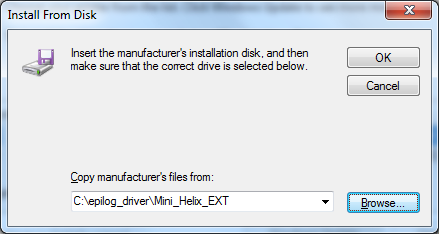 Install From Disk
Insert the manufacturer's installation disk, and then
make sure that the correct drive is selected below.
OK
Cancel
Copy manufacturer's files from:
C:\epilog_driver\Mini_Helix_EXT
Browse...